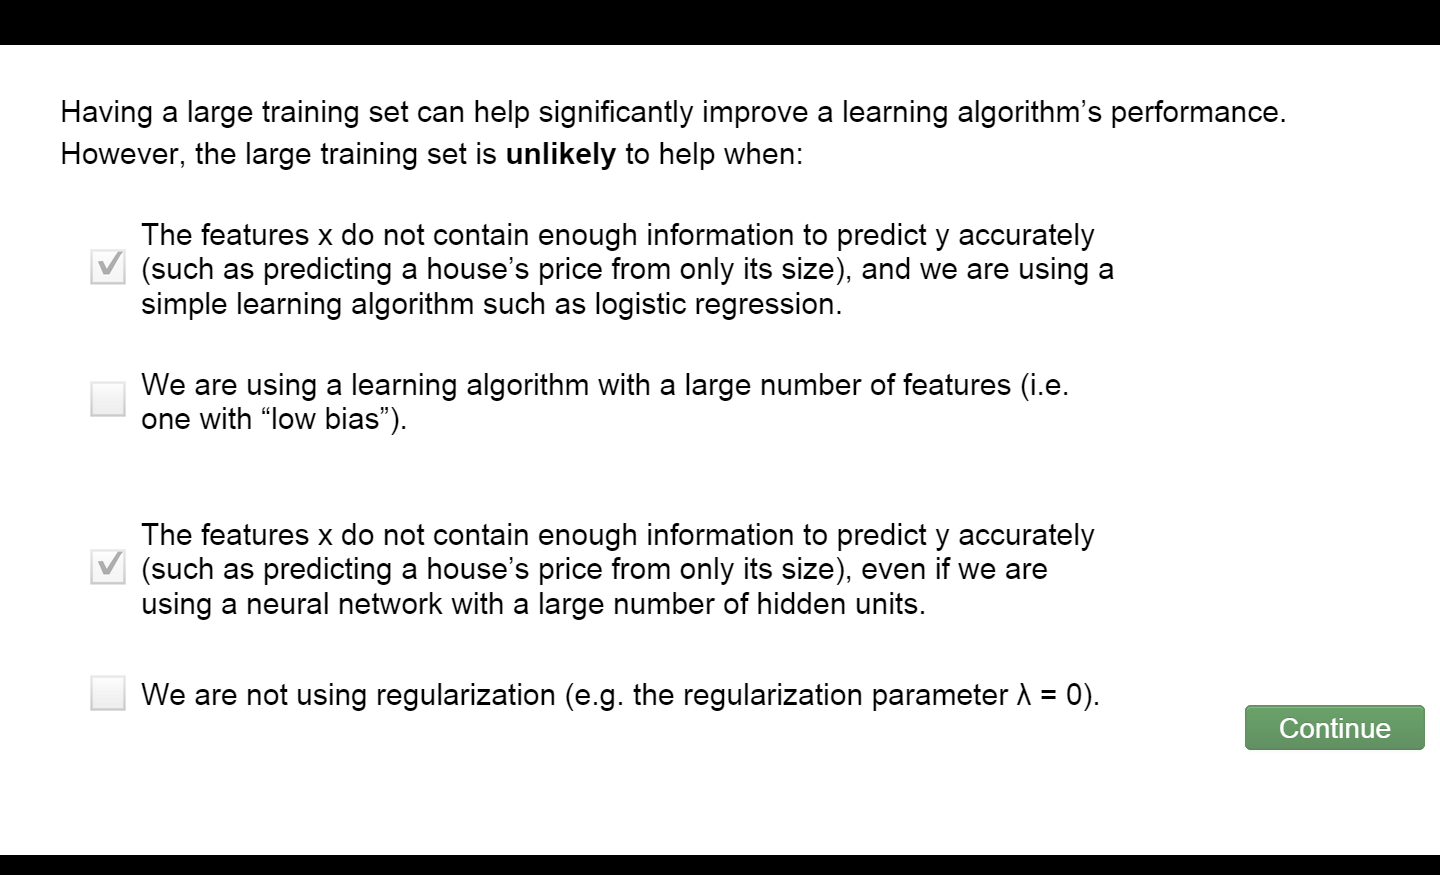 Having a large training set can help significantly improve a learning algorithm’s performance.
However, the large training set is unlikely to help when:
The features x do not contain enough information to predict y accurately
(such as predicting a house’s price from only its size), and we are using a
simple learning algorithm such as logistic regression.
We are using a learning algorithm with a large number of features (i.e.
one with “low bias”).
The features x do not contain enough information to predict y accurately
(such as predicting a house’s price from only its size), even if we are
using a neural network with a large number of hidden units.
We are not using regularization (e.g. the regularization parameter λ = 0).
Continue